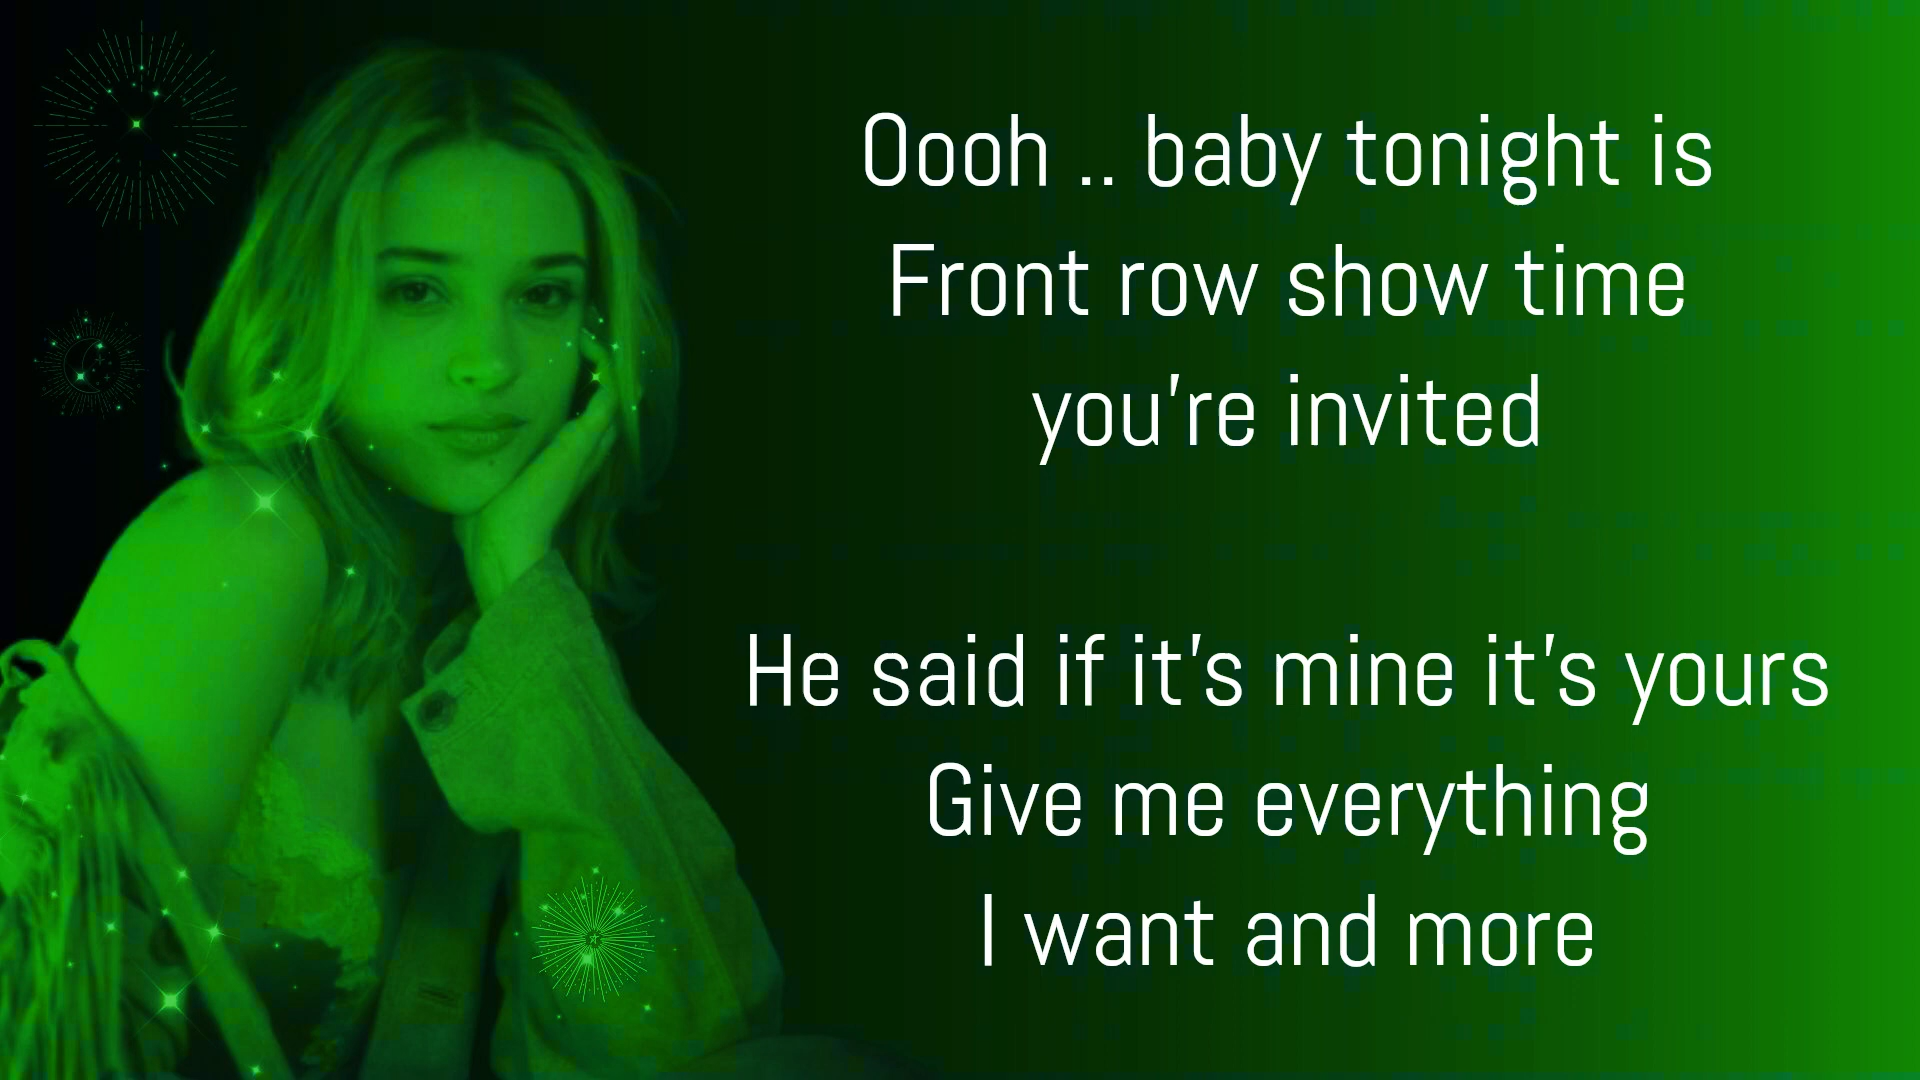 Oooh .. baby tonight is
Front row show time
you're invited
He said if it's mine it's yours
Give me everything
I want and more